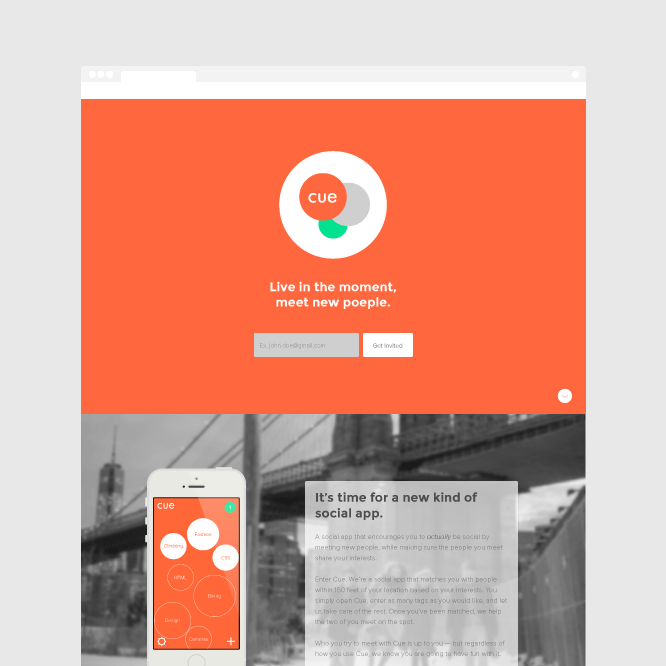 cue
Live in the moment,
meet new poeple.
Ex. johndoe@gmail.com
Get Invited
cue
Fashion
Drawing
CSS
HTML
Biking
Design
Cameras
It's time for a new kind of
social app.
A social app that encourages you to actually be social by
meeting new people, while making sure the people you meet
share your interests.
Enter Cue. We're a social app that matches you with people
within 150 feet of your location based on your interests. You
simply open Cue, enter as many tags as you would like, and let
us take care of the rest. Once you've been matched, we help
the two of you meet on the spot.
Who you try to meet with Cue is up to you — but regardless of
how you use Cue, we know you are going to have fun with it.